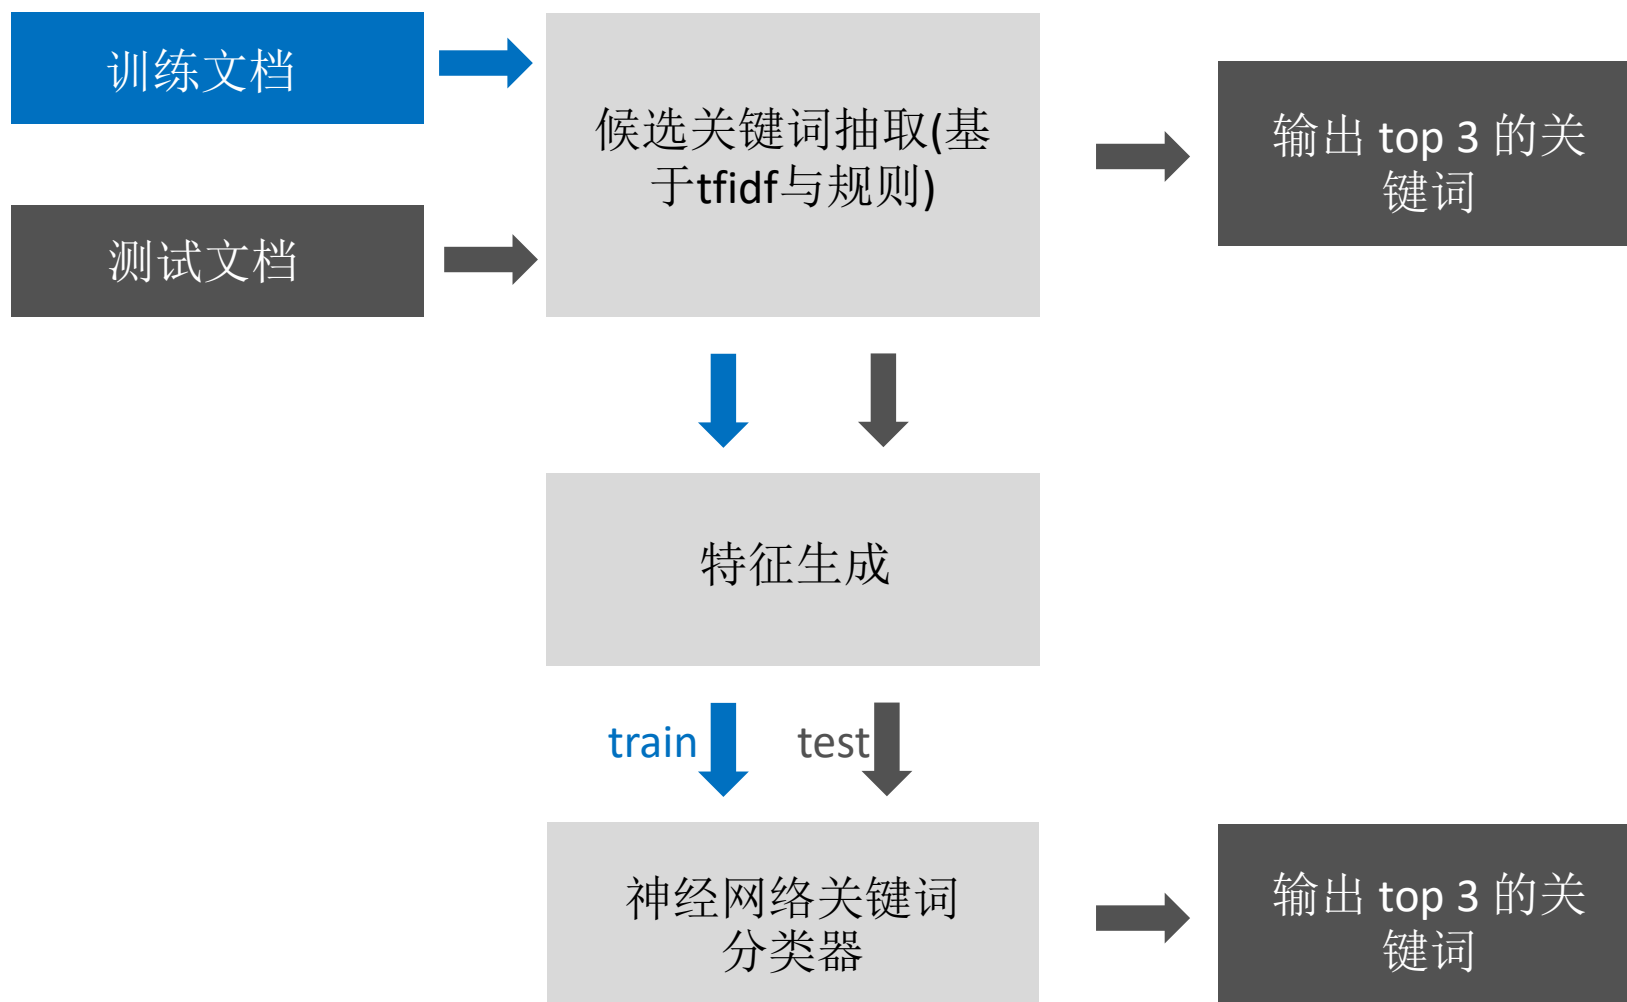 训练文档
候选关键词抽取(基
于tfidf与规则)
输出 top 3 的关
键词
测试文档
特征生成
train
test
神经网络关键词
分类器
输出 top 3 的关
键词